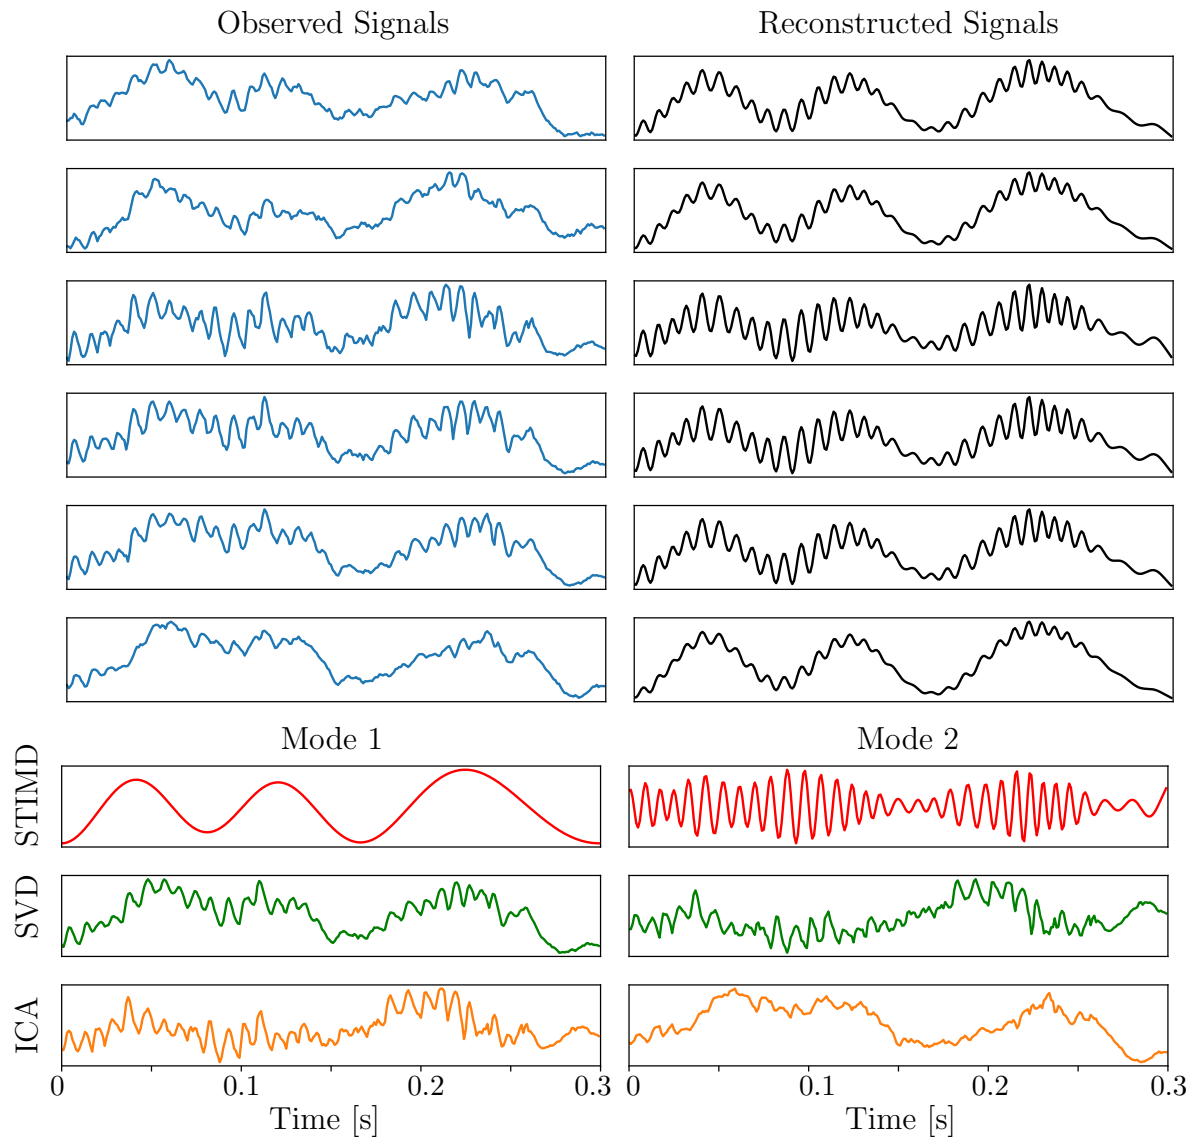 Observed Signals
Reconstructed Signals
Mode 1
Mode 2
STIMD
SVD
ICA
0 0.1 0.2 0.3
0 0.1 0.2 0.3
Time [s]
Time [s]